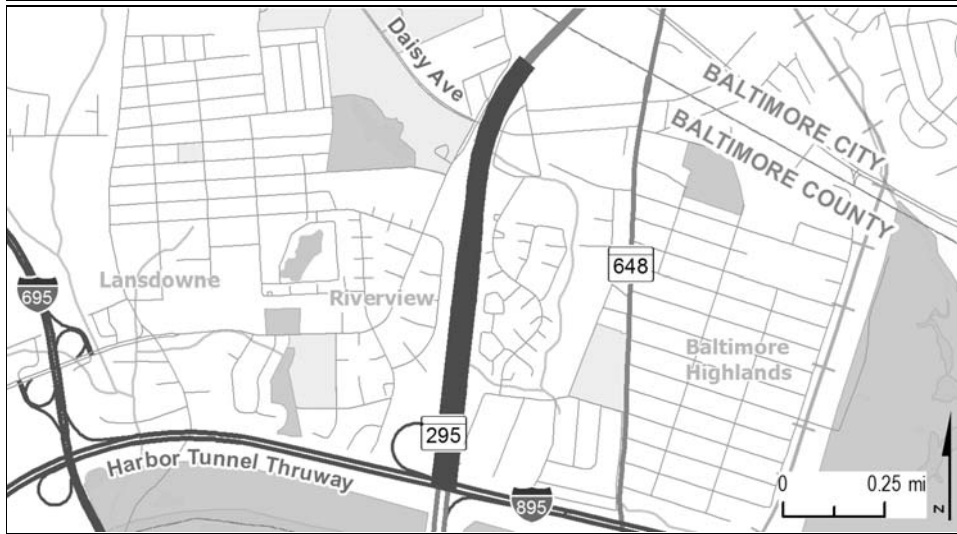 Daisy Ave
BALTIMORE CITY
BALTIMORE COUNTY
648
Lansdowne
695
Riverview
Baltimore
Highlands
295
Harbor Tunnel Thruway
895
0 0.25 mi
N